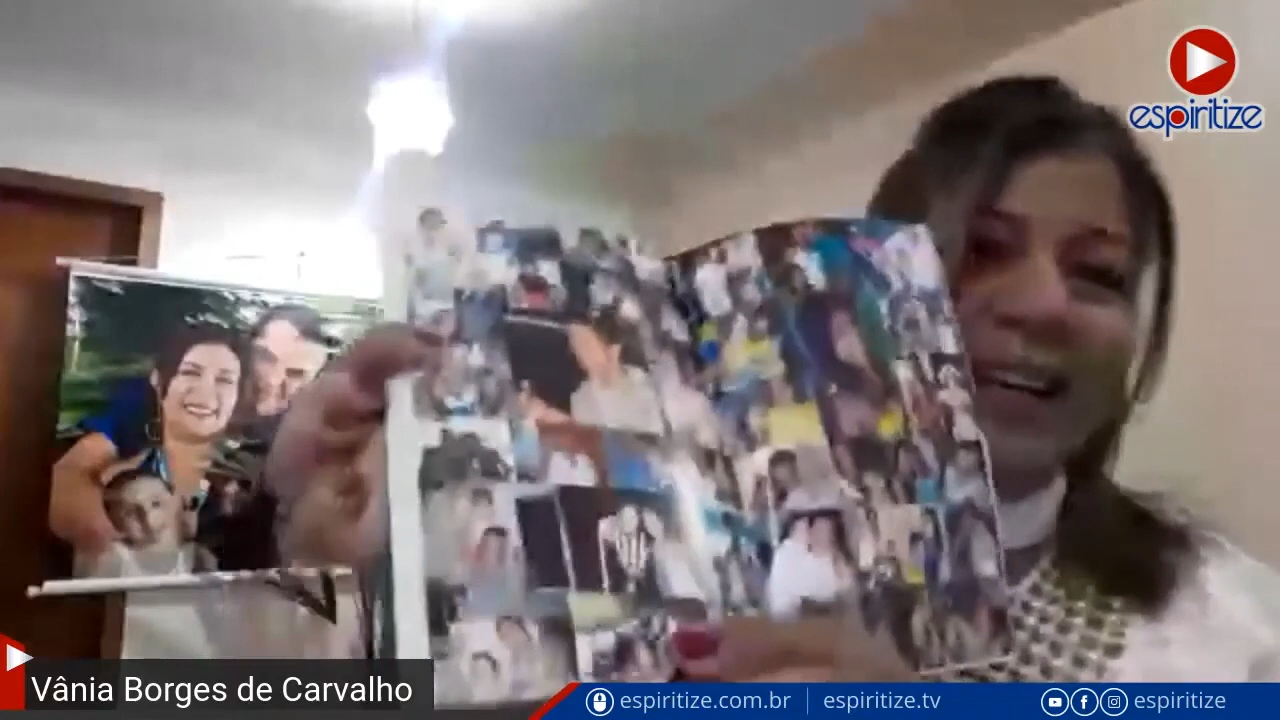 espiritize
Vânia Borges de Carvalho
espiritize.com.br
espiritize.tv
espiritize